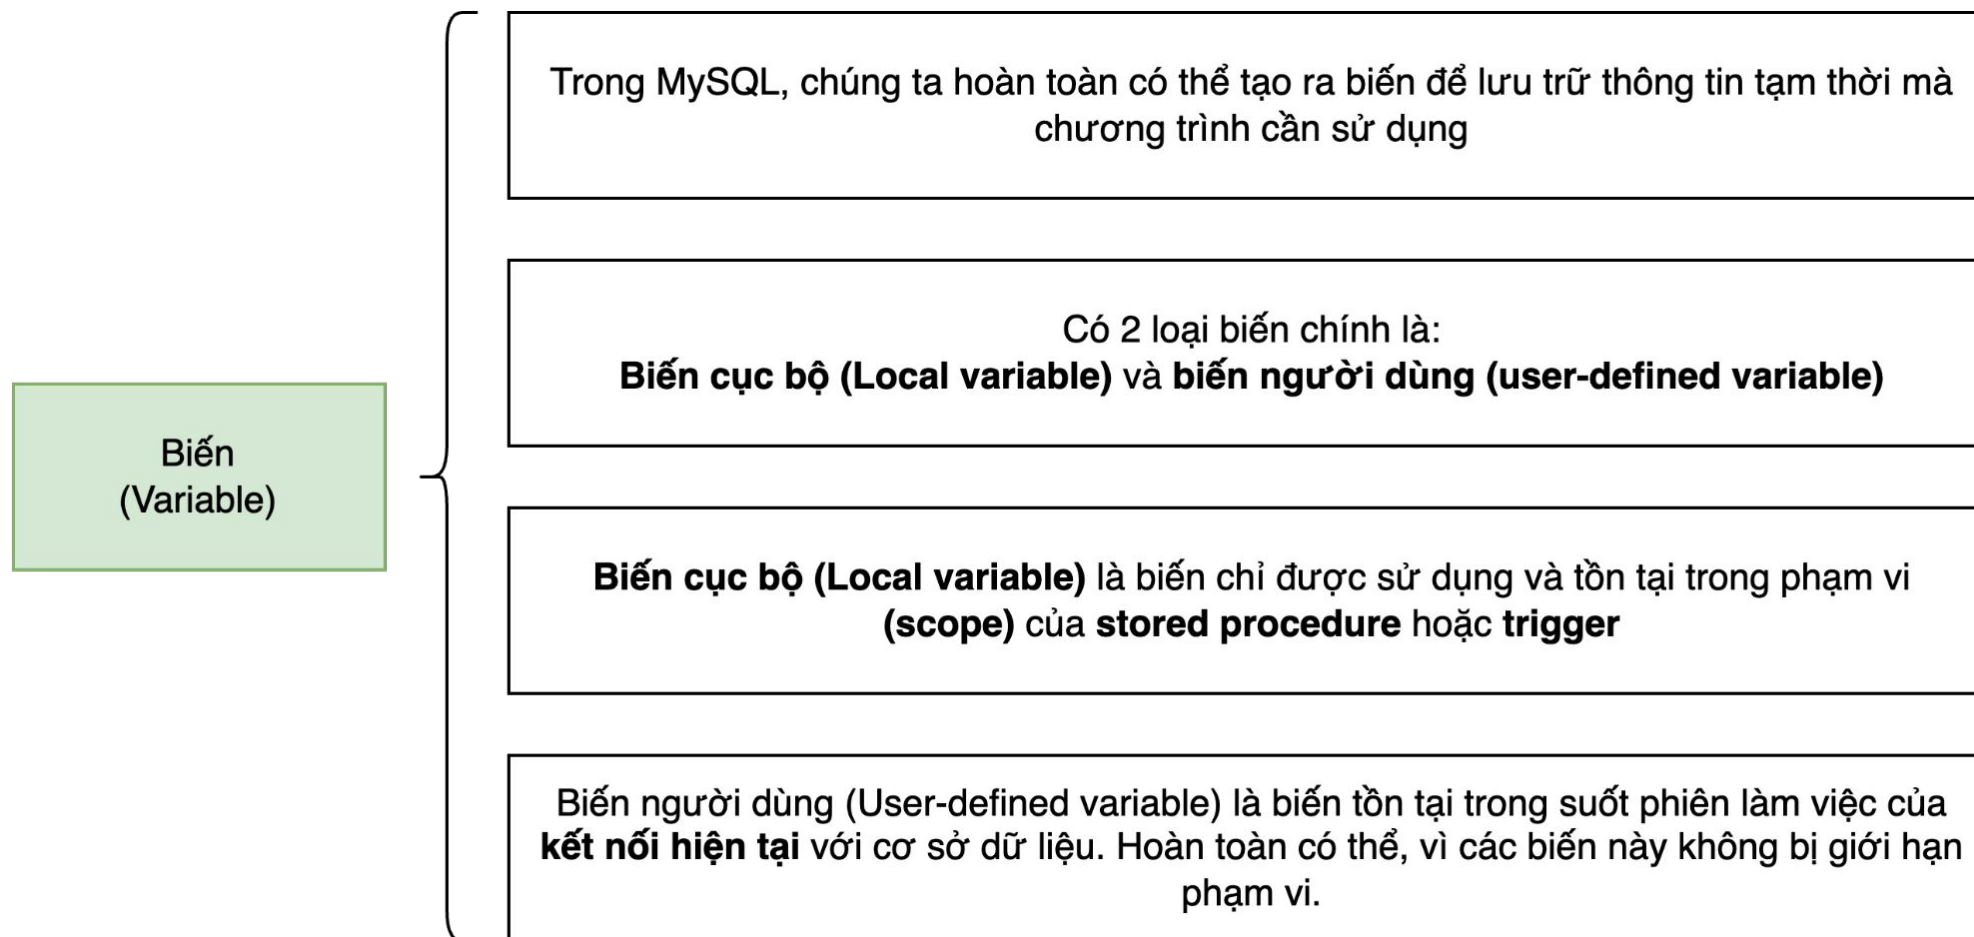 Trong MySQL, chúng ta hoàn toàn có thể tạo ra biến để lưu trữ thông tin tạm thời mà
chương trình cần sử dụng
Có 2 loại biến chính là:
Biến cục bộ (Local variable) và biến người dùng (user-defined variable)
Biến
(Variable)
Biến cục bộ (Local variable) là biến chỉ được sử dụng và tồn tại trong phạm vi
(scope) của stored procedure hoặc trigger
Biến người dùng (User-defined variable) là biến tồn tại trong suốt phiên làm việc của
kết nối hiện tại với cơ sở dữ liệu. Hoàn toàn có thể, vì các biến này không bị giới hạn
phạm vi.